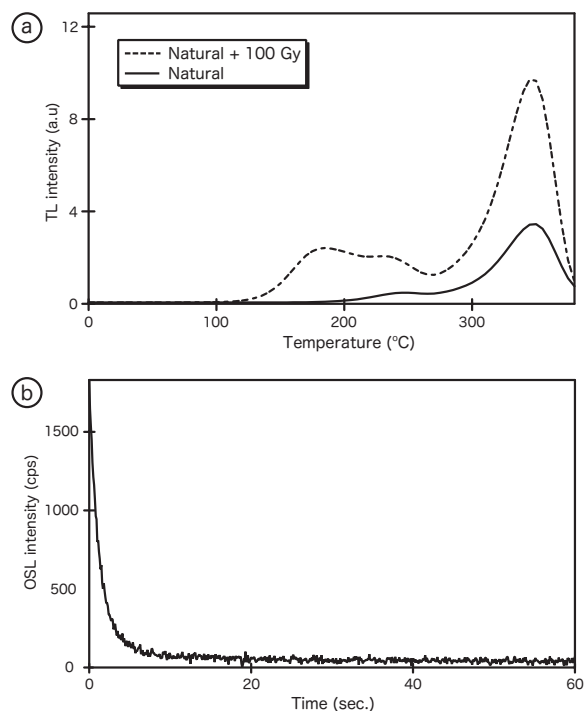 a
12
8
4
0
TL intensity (a.u)
Natural + 100 Gy
Natural
0 100 200 300
Temperature (°C)
b
1500
1000
500
0
OSL intensity (cps)
0 20 40 60
Time (sec.)